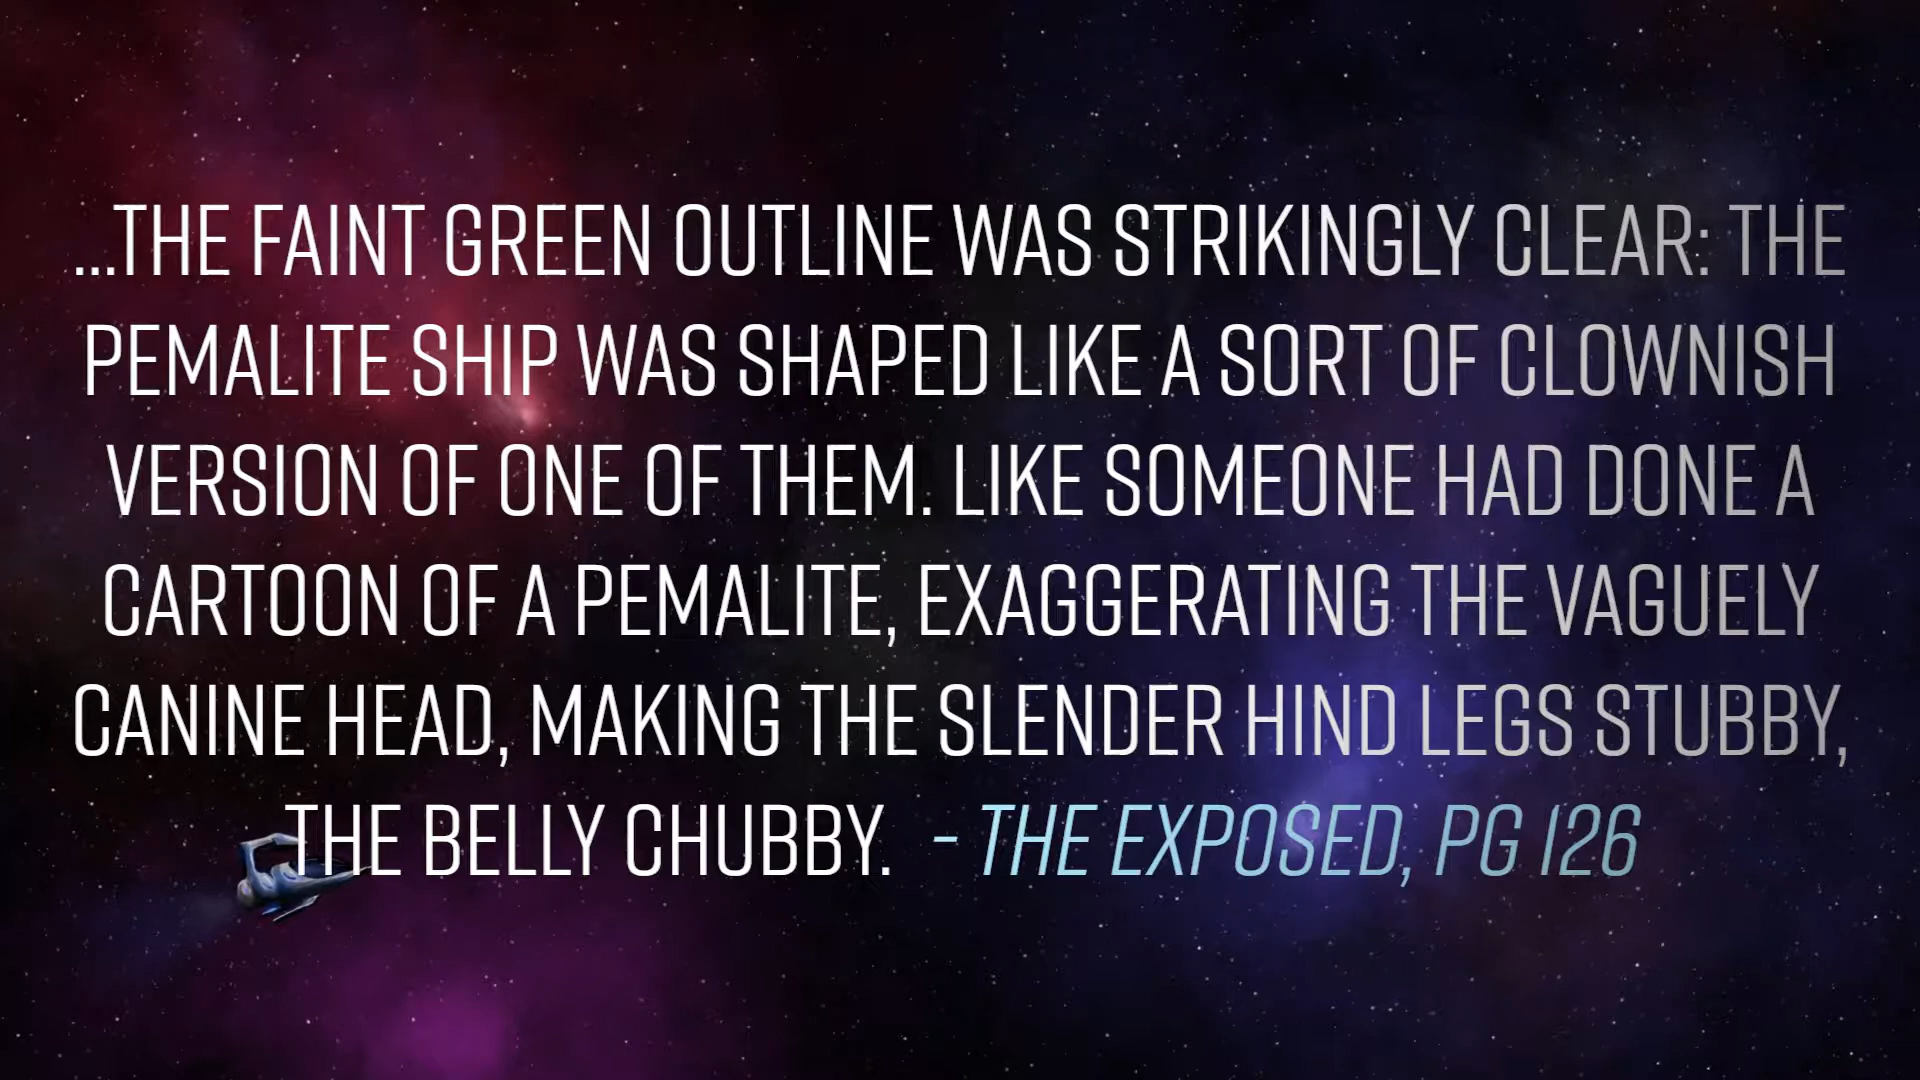 ...THE FAINT GREEN OUTLINE WAS STRIKINGLY CLEAR: THE
PEMALITE SHIP WAS SHAPED LIKE A SORT OF CLOWNISH
VERSION OF ONE OF THEM. LIKE SOMEONE HAD DONE A
CARTOON OF A PEMALITE, EXAGGERATING THE VAGUELY
CANINE HEAD, MAKING THE SLENDER HIND LEGS STUBBY,
THE BELLY CHUBBY. - THE EXPOSED, PG 126